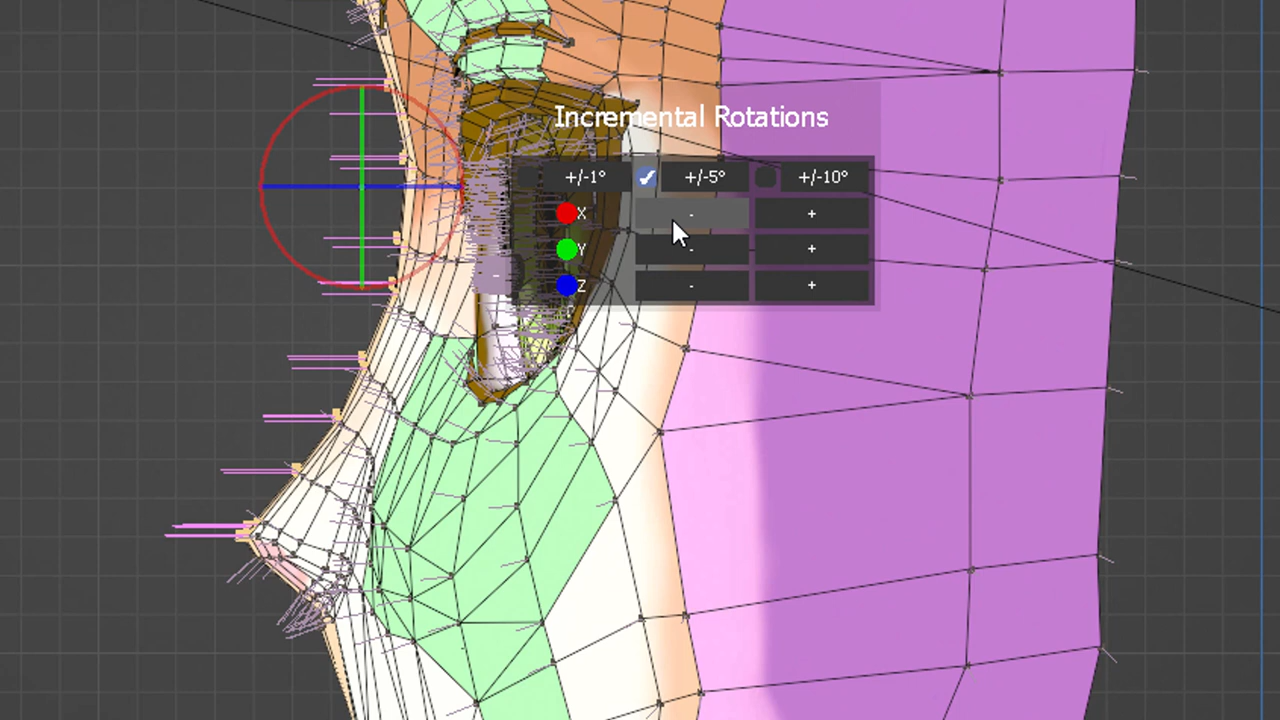 Incremental Rotations
+/-1° +/-5° +/-10°
X - +
Y - +
Z - +